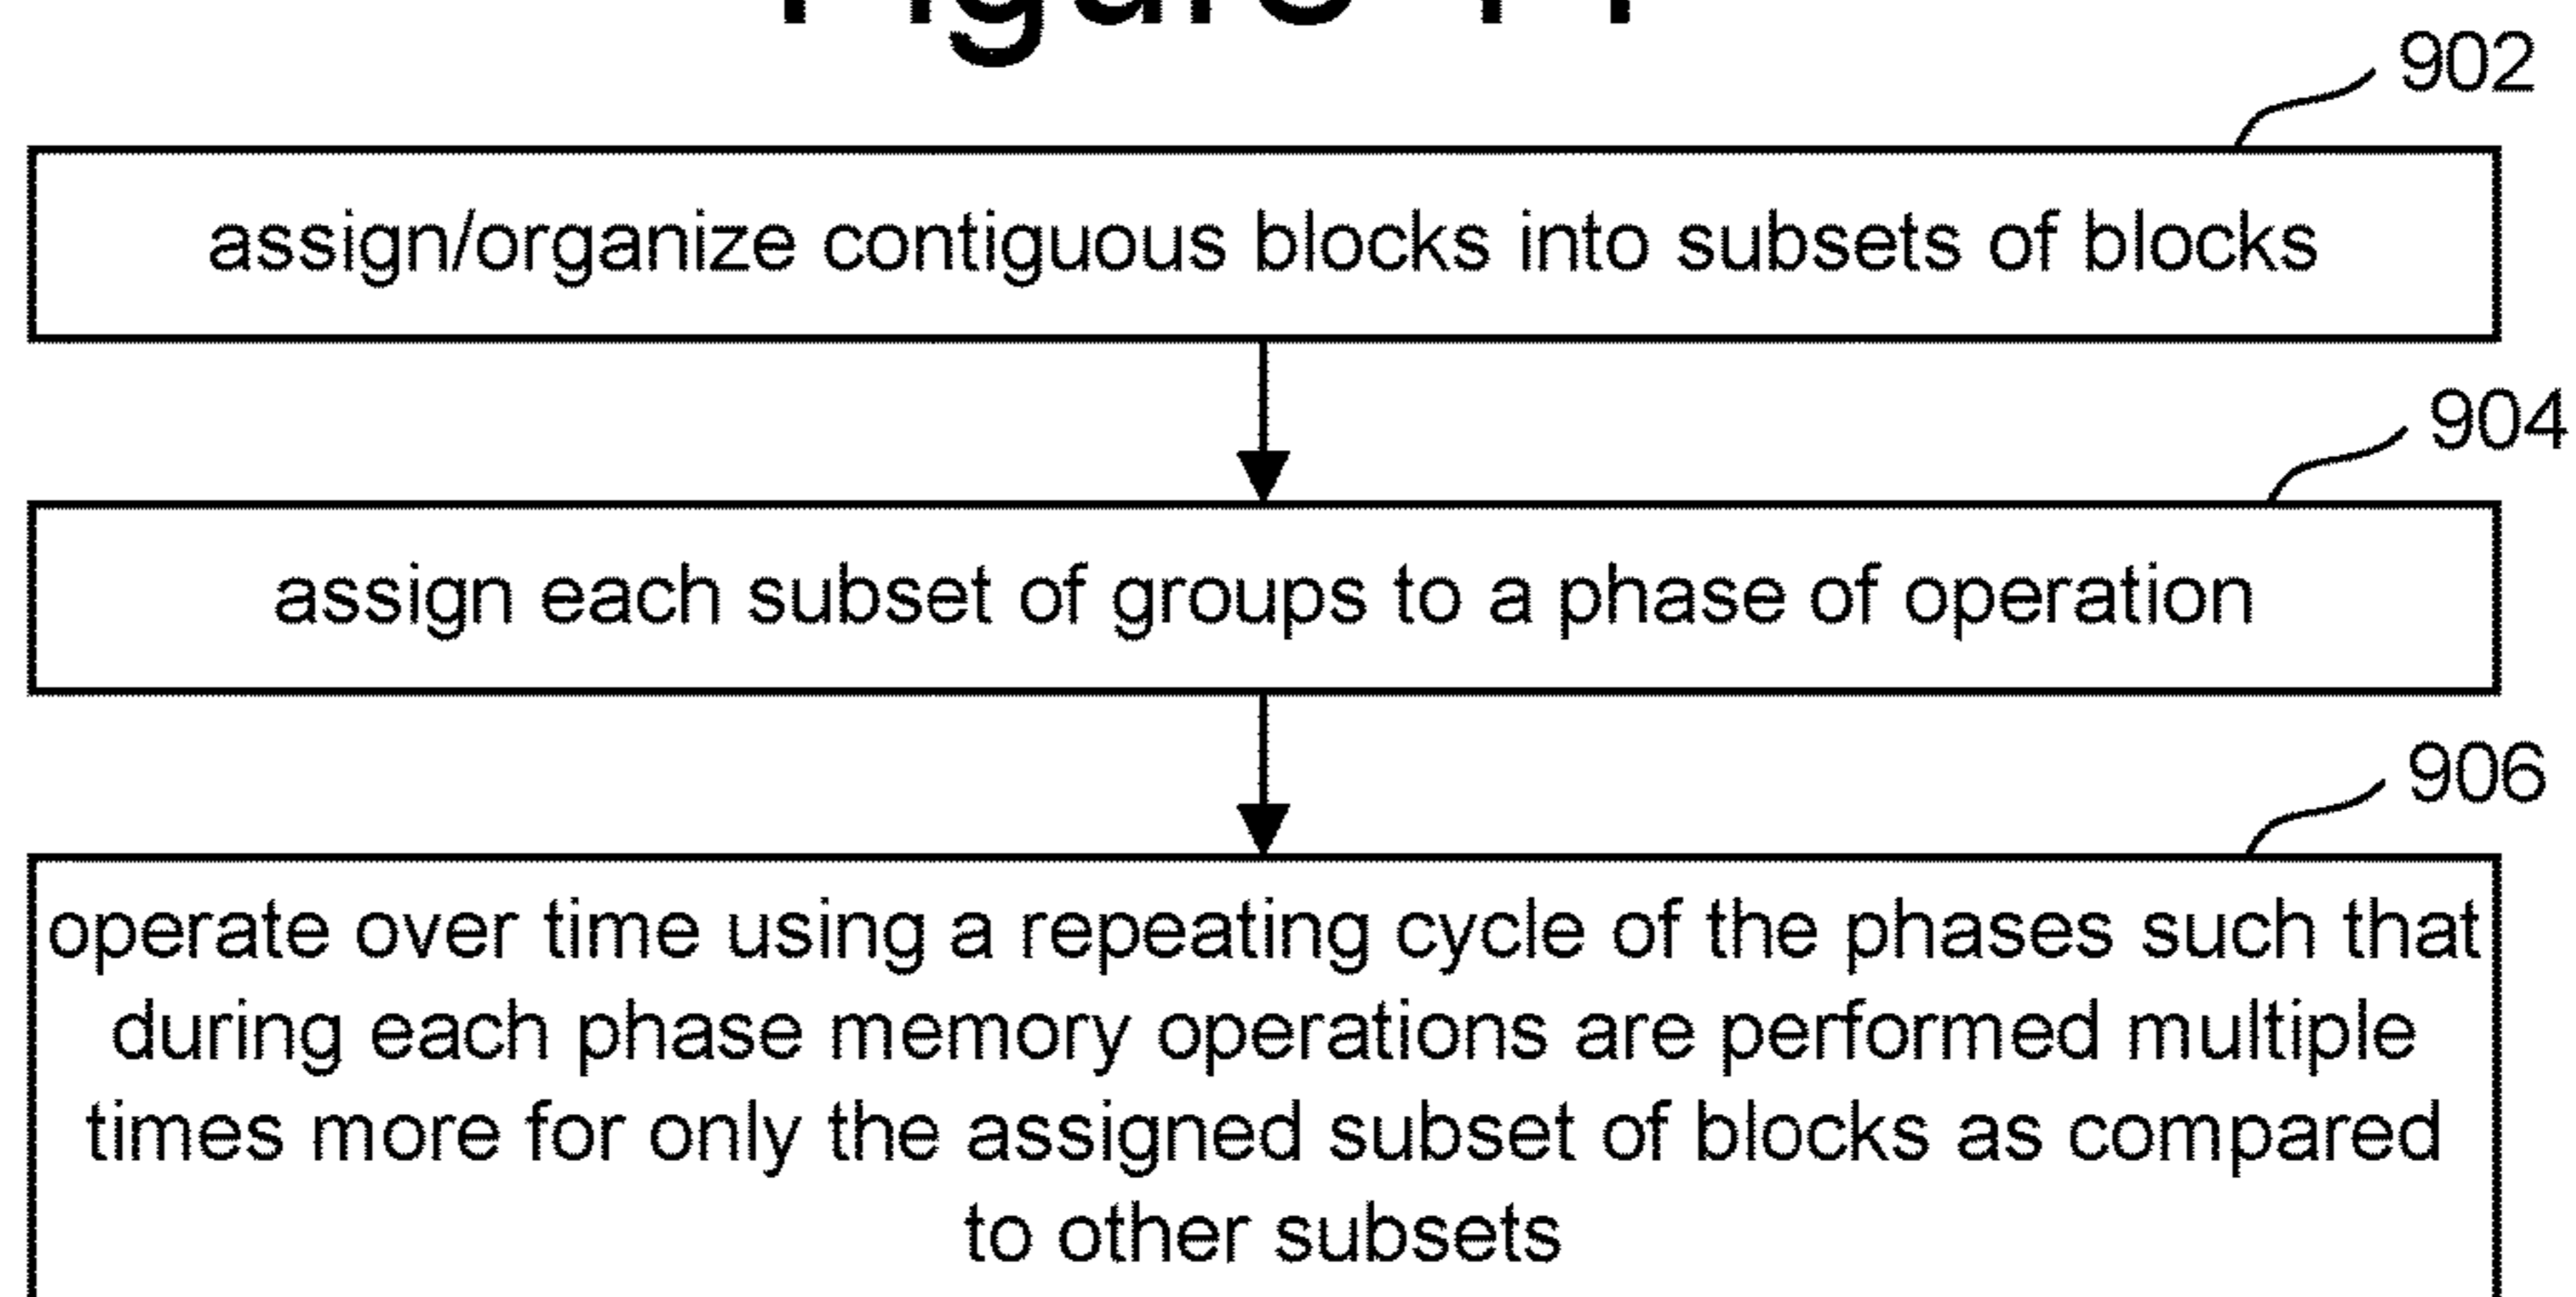 Figure
902
assign/organize contiguous blocks into subsets of blocks
904
assign each subset of groups to a phase of operation
906
operate over time using a repeating cycle of the phases such that
during each phase memory operations are performed multiple
times more for only the assigned subset of blocks as compared
to other subsets